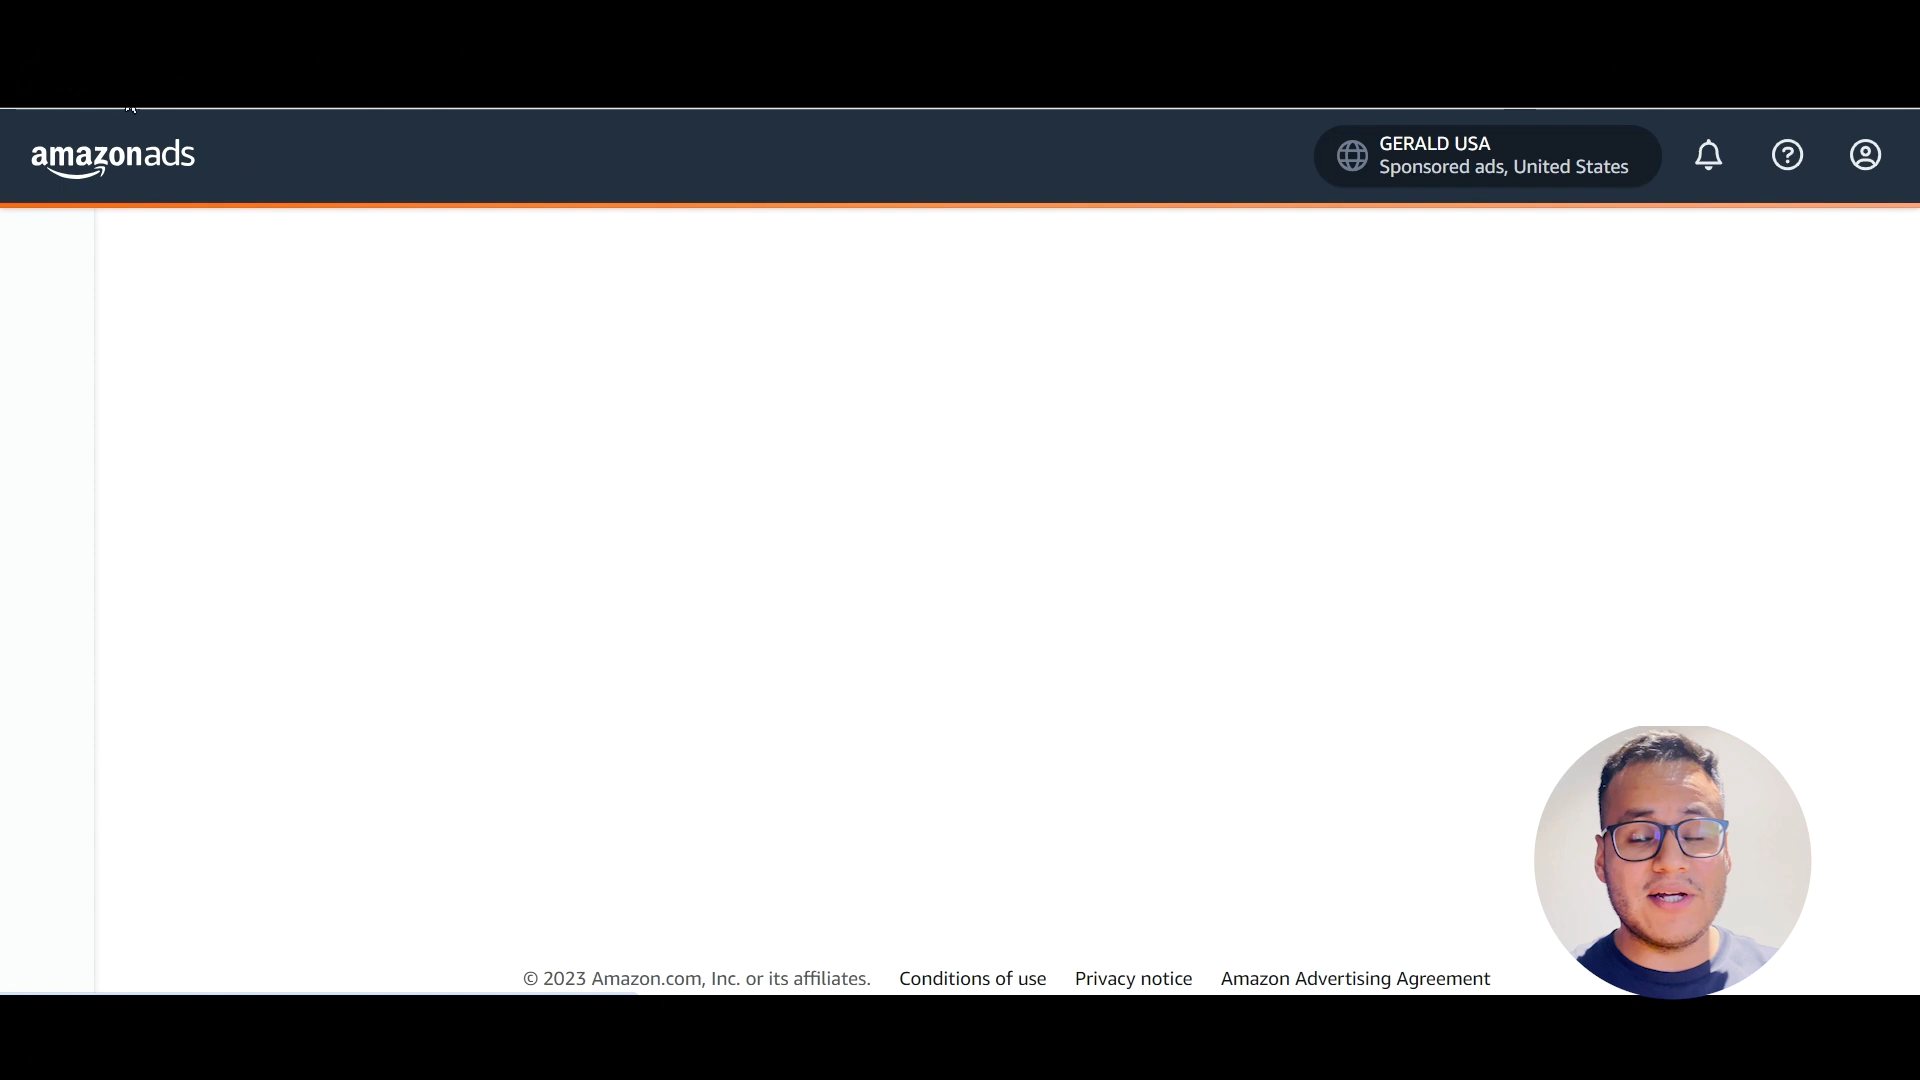 amazonads
GERALD USA
Sponsored ads, United States
© 2023 Amazon.com, Inc. or its affiliates. Conditions of use Privacy notice Amazon Advertising Agreement